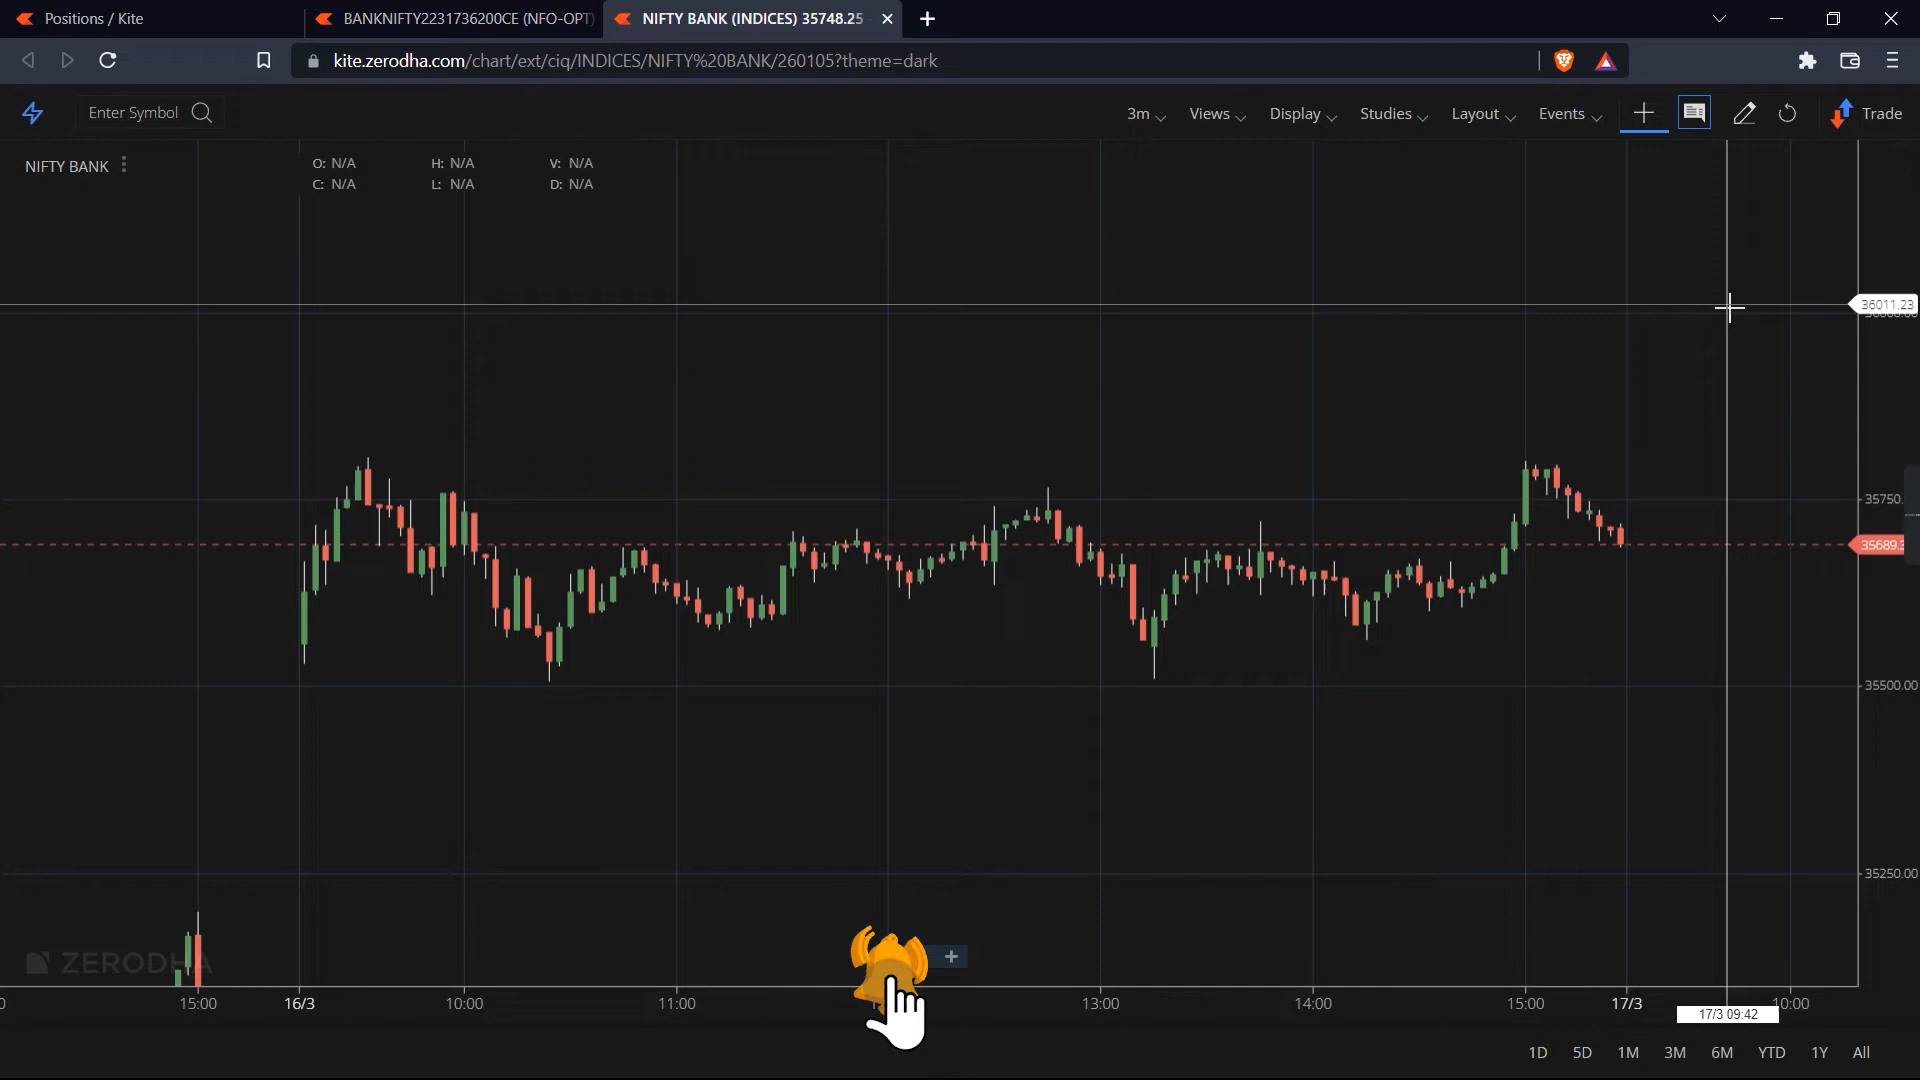 Positions / Kite
BANKNIFTY2231736200CE (NFO-OPT)
NIFTY BANK (INDICES) 35748.25
kite.zerodha.com/chart/ext/ciq/INDICES/NIFTY%20BANK/260105?theme=dark
Enter Symbol
3m
Views
Display
Studies
Layout
Events
Trade
NIFTY BANK
O: N/A H: N/A V: N/A
C: N/A L: N/A D: N/A
36011.23
35750.
35689.3
35500.00
35250.00
ZERODHA
15:00 16/3 10:00 11:00 13:00 14:00 15:00 17/3 10:00
17/3 09:42
1D 5D 1M 3M 6M YTD 1Y All